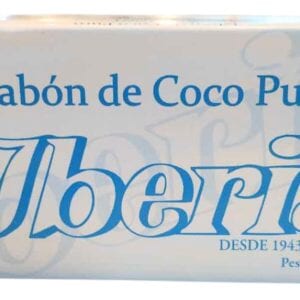 abón de Coco Pu
Iberi
DESDE 1943
Pes